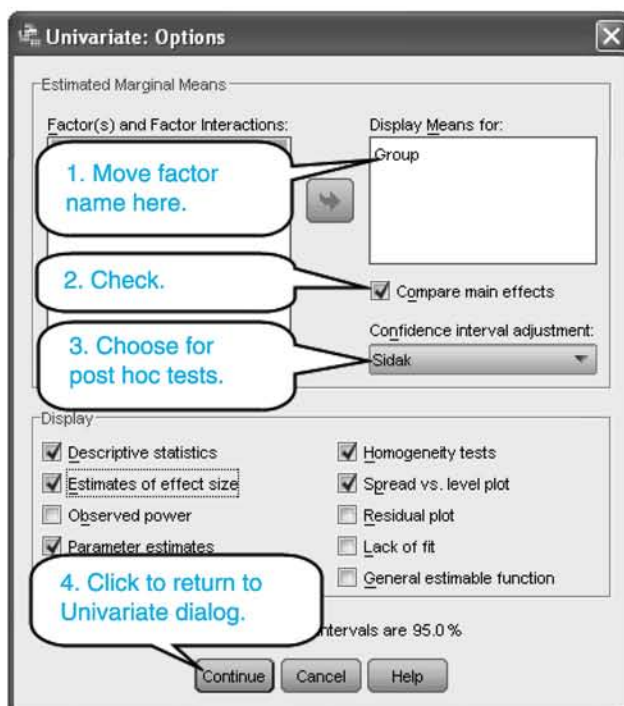 Univariate: Options
Estimated Marginal Means
Factor(s) and Factor Interactions:
Display Means for:
1. Move factor
name here.
Group
2. Check.
Compare main effects
3. Choose for
post hoc tests.
Confidence interval adjustment:
Sidak
Display
Descriptive statistics
Homogeneity tests
Estimates of effect size
Spread vs. level plot
Observed power
Residual plot
Parameter estimates
Lack of fit
4. Click to return to
Univariate dialog.
General estimable function
intervals are 95.0 %
Continue
Cancel
Help